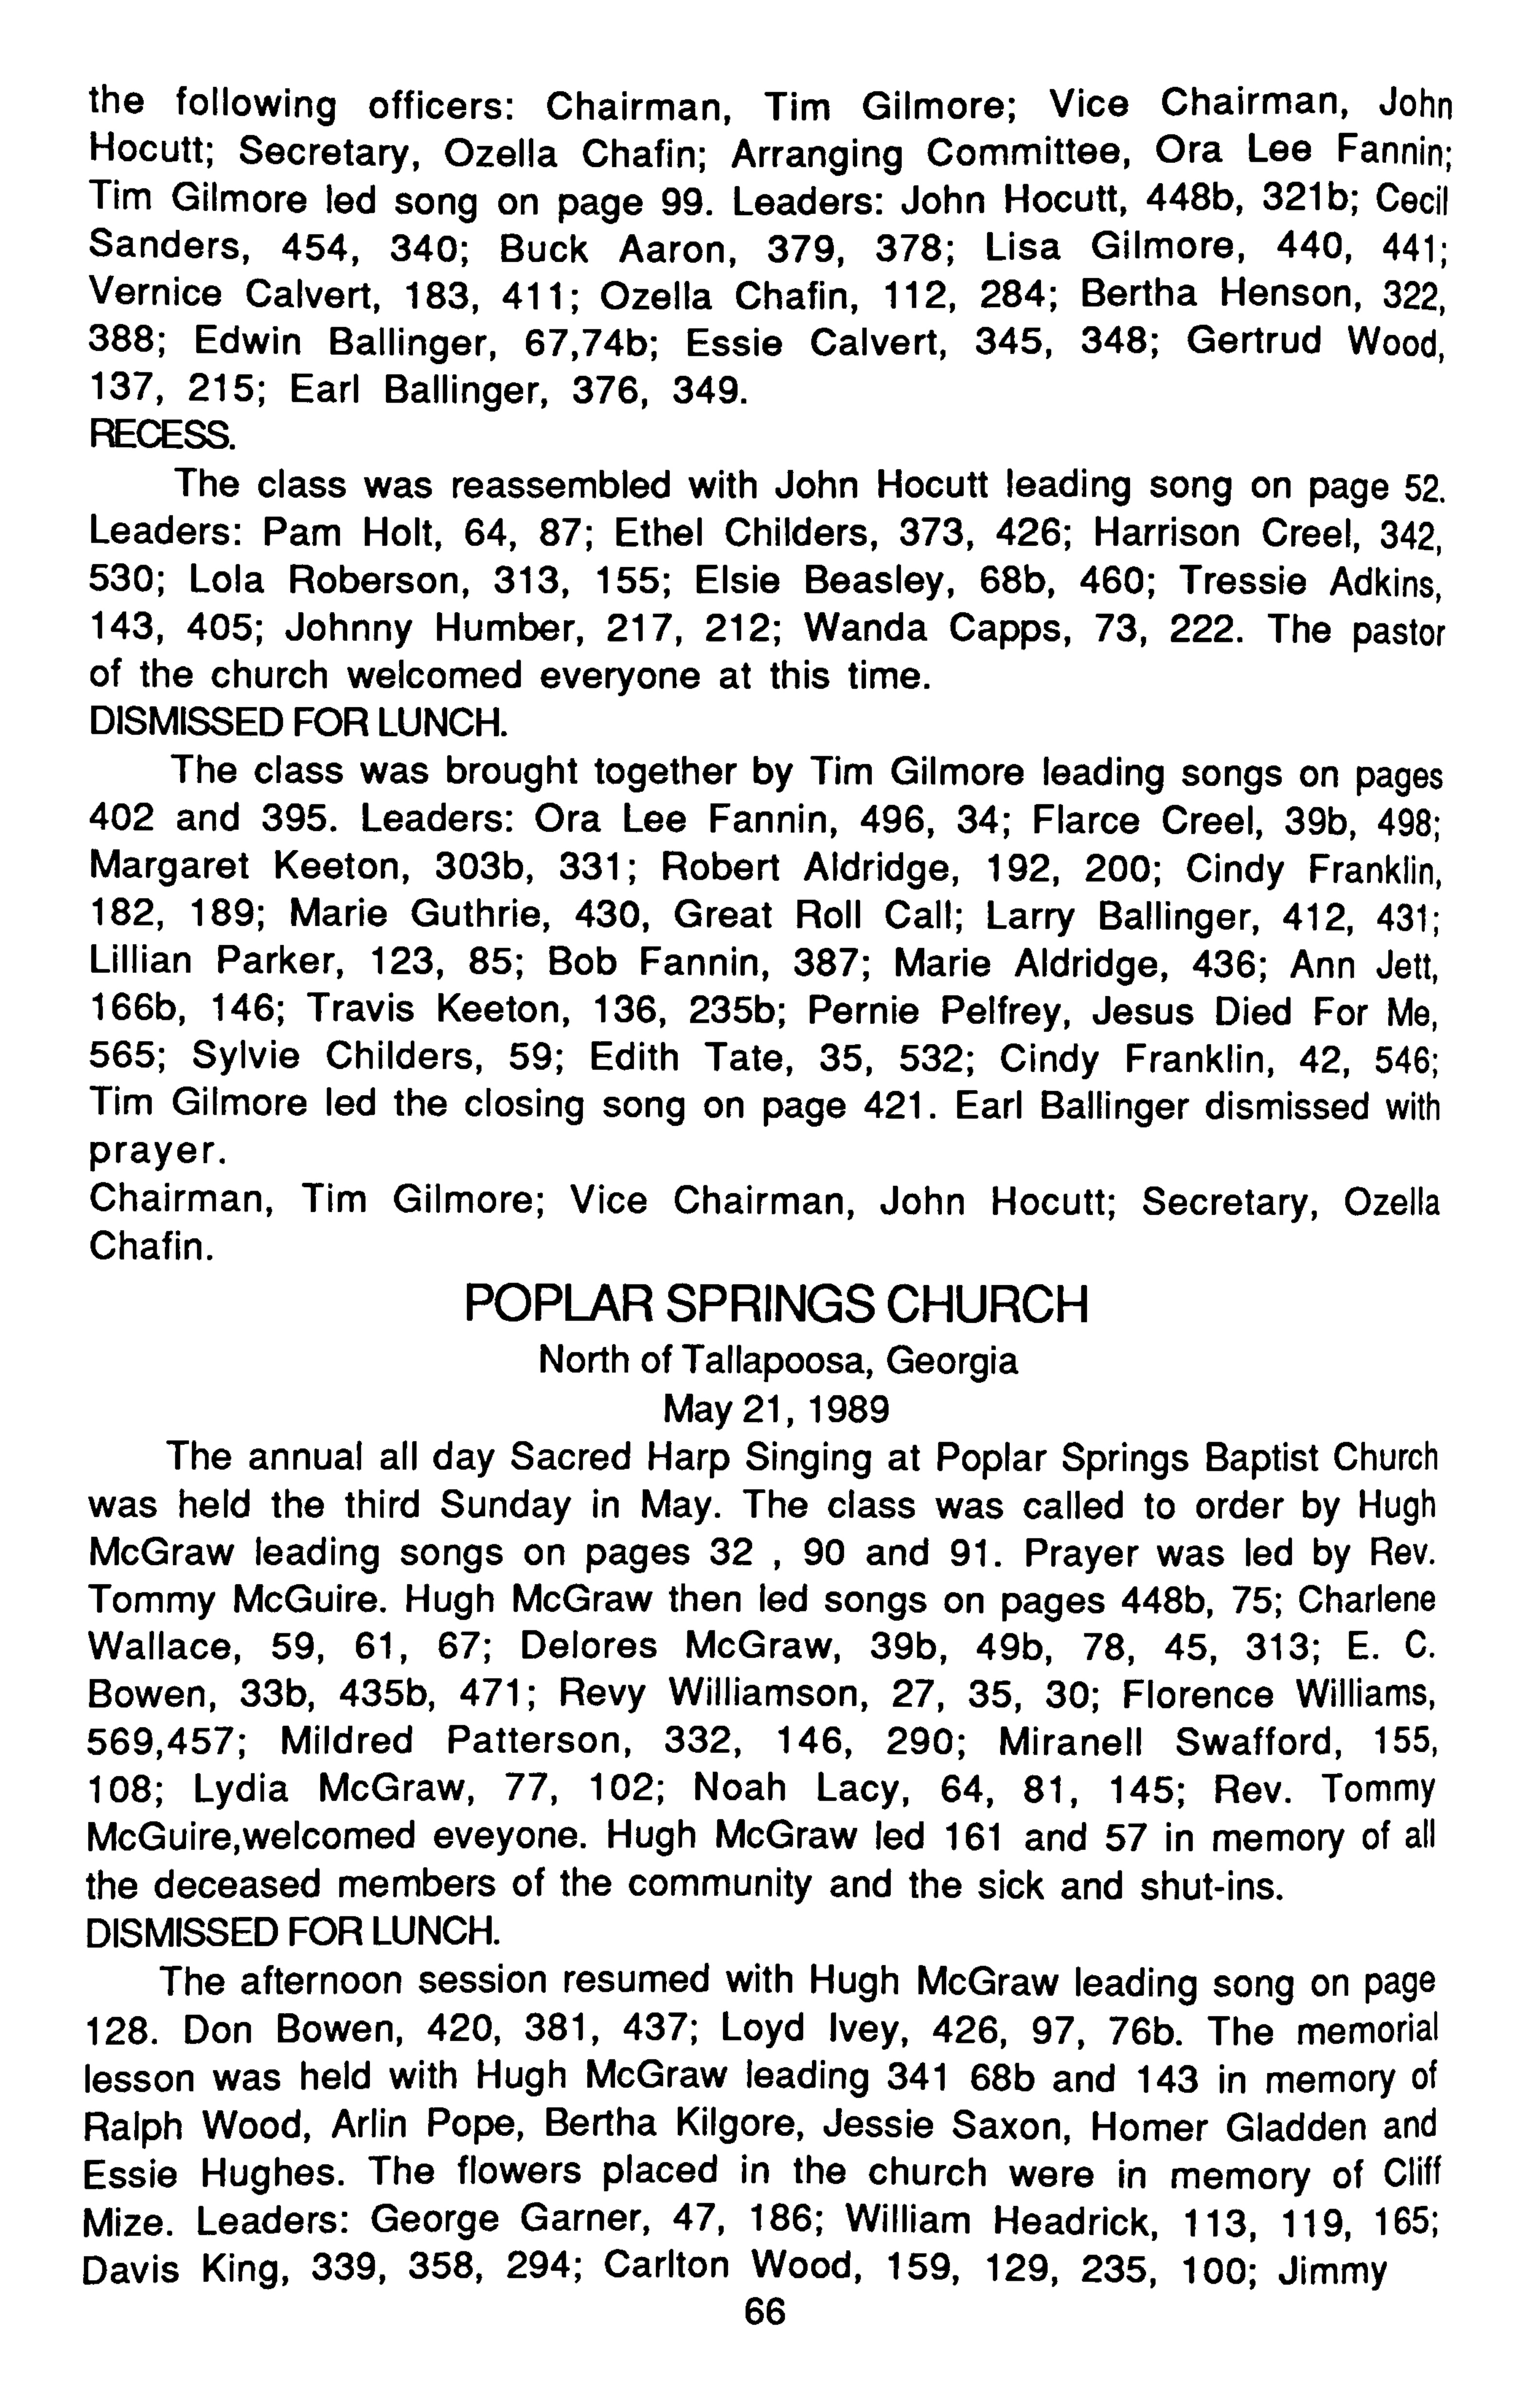 the following officers: Chairman, Tim Gilmore; Vice Chairman, John
Hocutt; Secretary, Ozella Chafin; Arranging Committee, Ora Lee Fannin;
Tim Gilmore led song on page 99. Leaders: John Hocutt, 448b, 321b; Cecil
Sanders, 454, 340; Buck Aaron, 379, 378; Lisa Gilmore, 440, 441;
Vernice Calvert, 183, 411; Ozella Chafin, 112, 284; Bertha Henson, 322,
388; Edwin Ballinger, 67,74b; Essie Calvert, 345, 348; Gertrud Wood,
137, 215; Earl Ballinger, 376, 349.
RECESS.
The class was reassembled with John Hocutt leading song on page 52.
Leaders: Pam Holt, 64, 87; Ethel Childers, 373, 426; Harrison Creel, 342,
530; Lola Roberson, 313, 155; Elsie Beasley, 68b, 460; Tressie Adkins,
143, 405; Johnny Humber, 217, 212; Wanda Capps, 73, 222. The pastor
of the church welcomed everyone at this time.
DISMISSED FOR LUNCH.
The class was brought together by Tim Gilmore leading songs on pages
402 and 395. Leaders: Ora Lee Fannin, 496, 34; Flarce Creel, 39b, 498;
Margaret Keeton, 303b, 331; Robert Aldridge, 192, 200; Cindy Franklin,
182, 189; Marie Guthrie, 430, Great Roll Call; Larry Ballinger, 412, 431;
Lillian Parker, 123, 85; Bob Fannin, 387; Marie Aldridge, 436; Ann Jett,
166b, 146; Travis Keeton, 136, 235b; Pernie Pelfrey, Jesus Died For Me,
565; Sylvie Childers, 59; Edith Tate, 35, 532; Cindy Franklin, 42, 546;
Tim Gilmore led the closing song on page 421. Earl Ballinger dismissed with
prayer.
Chairman, Tim Gilmore; Vice Chairman, John Hocutt; Secretary, Ozella
Chafin.
POPLAR SPRINGS CHURCH
North of Tallapoosa, Georgia
May 21, 1989
The annual all day Sacred Harp Singing at Poplar Springs Baptist Church
was held the third Sunday in May. The class was called to order by Hugh
McGraw leading songs on pages 32 , 90 and 91. Prayer was led by Rev.
Tommy McGuire. Hugh McGraw then led songs on pages 448b, 75; Charlene
Wallace, 59, 61, 67; Delores McGraw, 39b, 49b, 78, 45, 313; E. C.
Bowen, 33b, 435b, 471; Revy Williamson, 27, 35, 30; Florence Williams,
569,457; Mildred Patterson, 332, 146, 290; Miranell Swafford, 155,
108; Lydia McGraw, 77, 102; Noah Lacy, 64, 81, 145; Rev. Tommy
McGuire,welcomed eveyone. Hugh McGraw led 161 and 57 in memory of all
the deceased members of the community and the sick and shut-ins.
DISMISSED FOR LUNCH.
The afternoon session resumed with Hugh McGraw leading song on page
128. Don Bowen, 420, 381, 437; Loyd Ivey, 426, 97, 76b. The memorial
lesson was held with Hugh McGraw leading 341 68b and 143 in memory of
Ralph Wood, Arlin Pope, Bertha Kilgore, Jessie Saxon, Homer Gladden and
Essie Hughes. The flowers placed in the church were in memory of Cliff
Mize. Leaders: George Garner, 47, 186; William Headrick, 113, 119, 165;
Davis King, 339, 358, 294; Carlton Wood, 159, 129, 235, 100; Jimmy
66